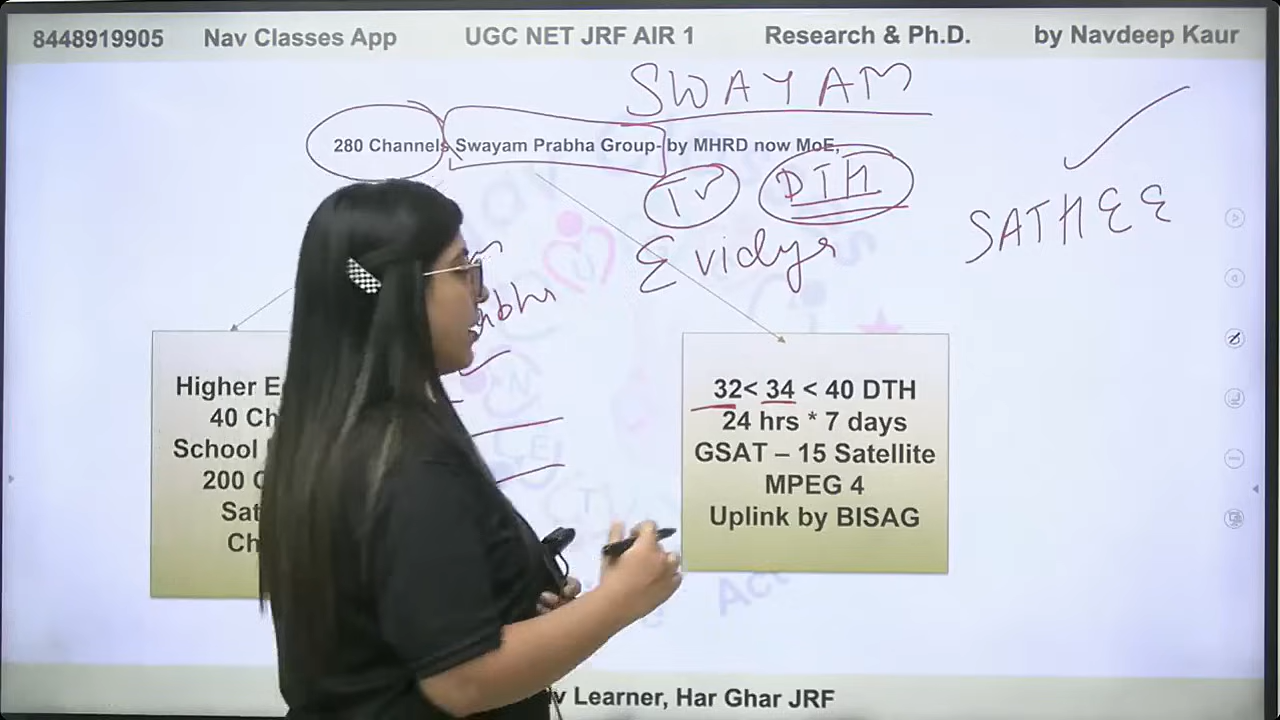 8448919905 Nav Classes App UGC NET JRF AIR 1 Research & Ph.D. by Navdeep Kaur
SWAYAM
280 Channels Swayam Prabha Group- by MHRD now MoE,
TV DTH
SATHEE
E vidya
Higher E
40 Ch
School
200 C
Sat
Ch
32< 34 < 40 DTH
24 hrs * 7 days
GSAT – 15 Satellite
MPEG 4
Uplink by BISAG
Learner, Har Ghar JRF